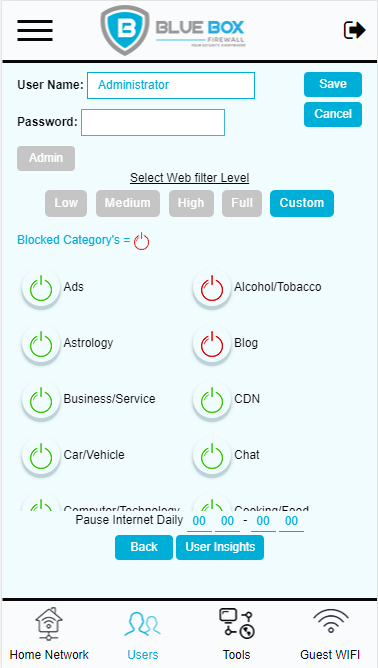 BLUE BOX
FIREWALL
YOUR SECURITY, EVERYWHERE
User Name: Administrator
Save
Password:
Cancel
Admin
Select Web filter Level
Low Medium High Full Custom
Blocked Category's =
Ads Alcohol/Tobacco
Astrology Blog
Business/Service CDN
Car/Vehicle Chat
Computer/Technology Cooking/Food
Pause Internet Daily 00 00 - 00 00
Back User Insights
Home Network Users Tools Guest WIFI